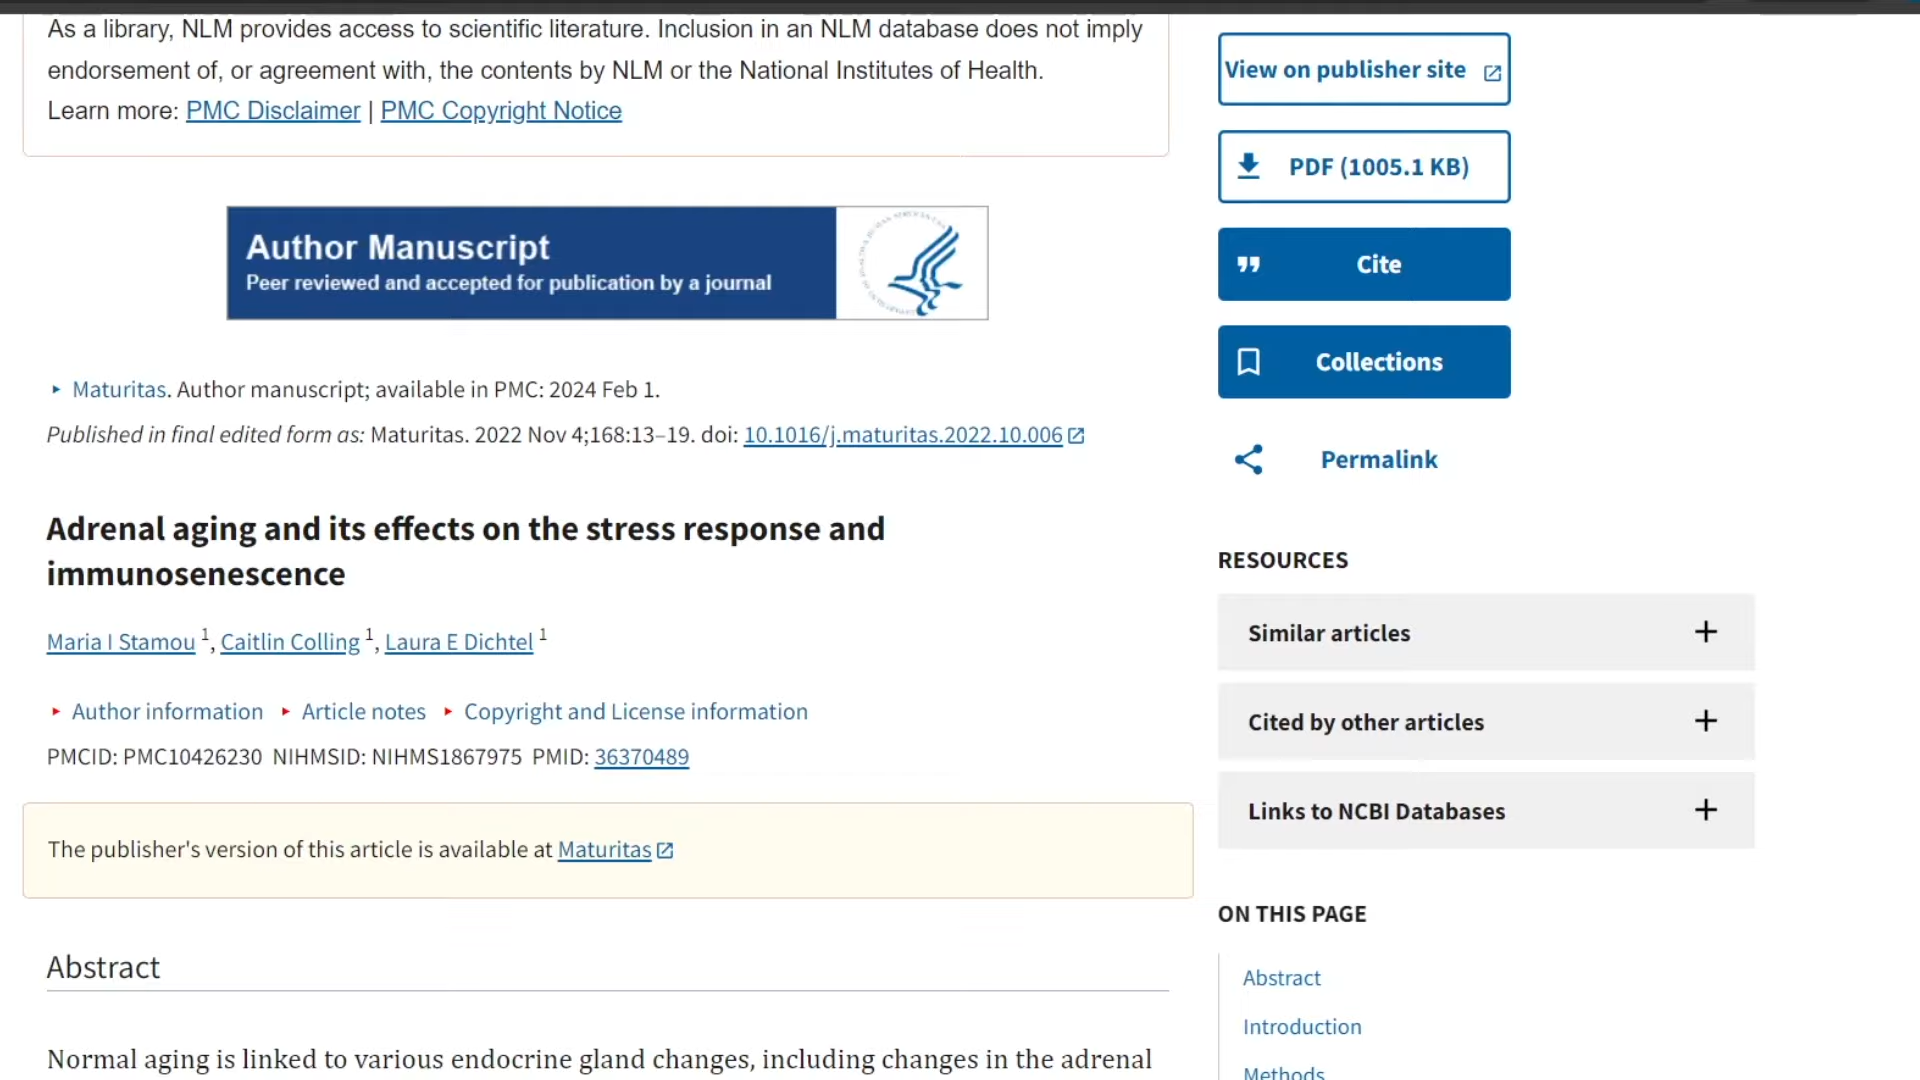 As a library, NLM provides access to scientific literature. Inclusion in an NLM database does not imply
endorsement of, or agreement with, the contents by NLM or the National Institutes of Health.
Learn more: PMC Disclaimer | PMC Copyright Notice
Author Manuscript
Peer reviewed and accepted for publication by a journal
Maturitas. Author manuscript; available in PMC: 2024 Feb 1.
Published in final edited form as: Maturitas. 2022 Nov 4;168:13–19. doi: 10.1016/j.maturitas.2022.10.006
Adrenal aging and its effects on the stress response and
immunosenescence
Maria I Stamou 1, Caitlin Colling 1, Laura E Dichtel 1
Author information Article notes Copyright and License information
PMCID: PMC10426230 NIHMSID: NIHMS1867975 PMID: 36370489
The publisher's version of this article is available at Maturitas
Abstract
Normal aging is linked to various endocrine gland changes, including changes in the adrenal
View on publisher site
PDF (1005.1 KB)
Cite
Collections
Permalink
RESOURCES
Similar articles
Cited by other articles
Links to NCBI Databases
ON THIS PAGE
Abstract
Introduction
Methods